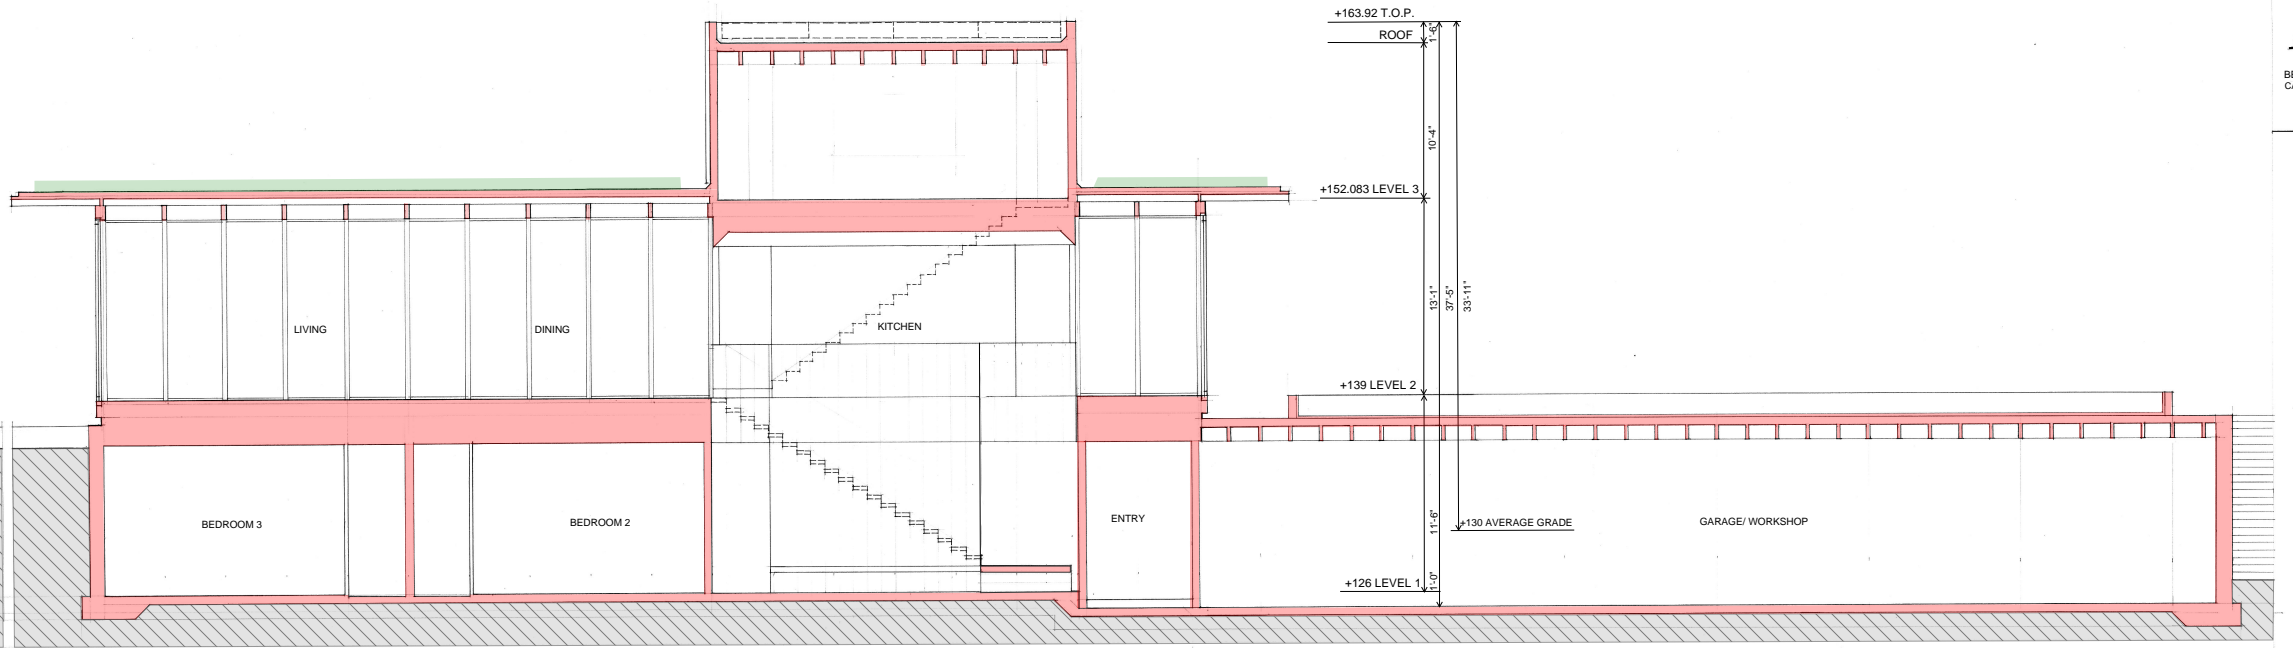 +163.92 T.O.P.
1'-6"
ROOF
10'-4"
+152.083 LEVEL 3
13'-1"
37'-5"
33'-11"
LIVING
DINING
KITCHEN
+139 LEVEL 2
BEDROOM 3
BEDROOM 2
ENTRY
11'-6"
+130 AVERAGE GRADE
GARAGE/ WORKSHOP
+126 LEVEL 1
1'-0"